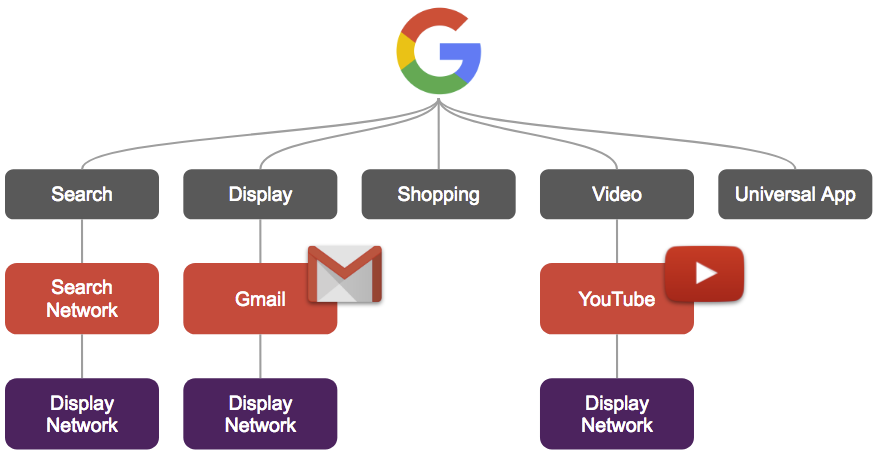 Search
Display
Shopping
Video
Universal App
Search
Network
Gmail
YouTube
Display
Network
Display
Network
Display
Network